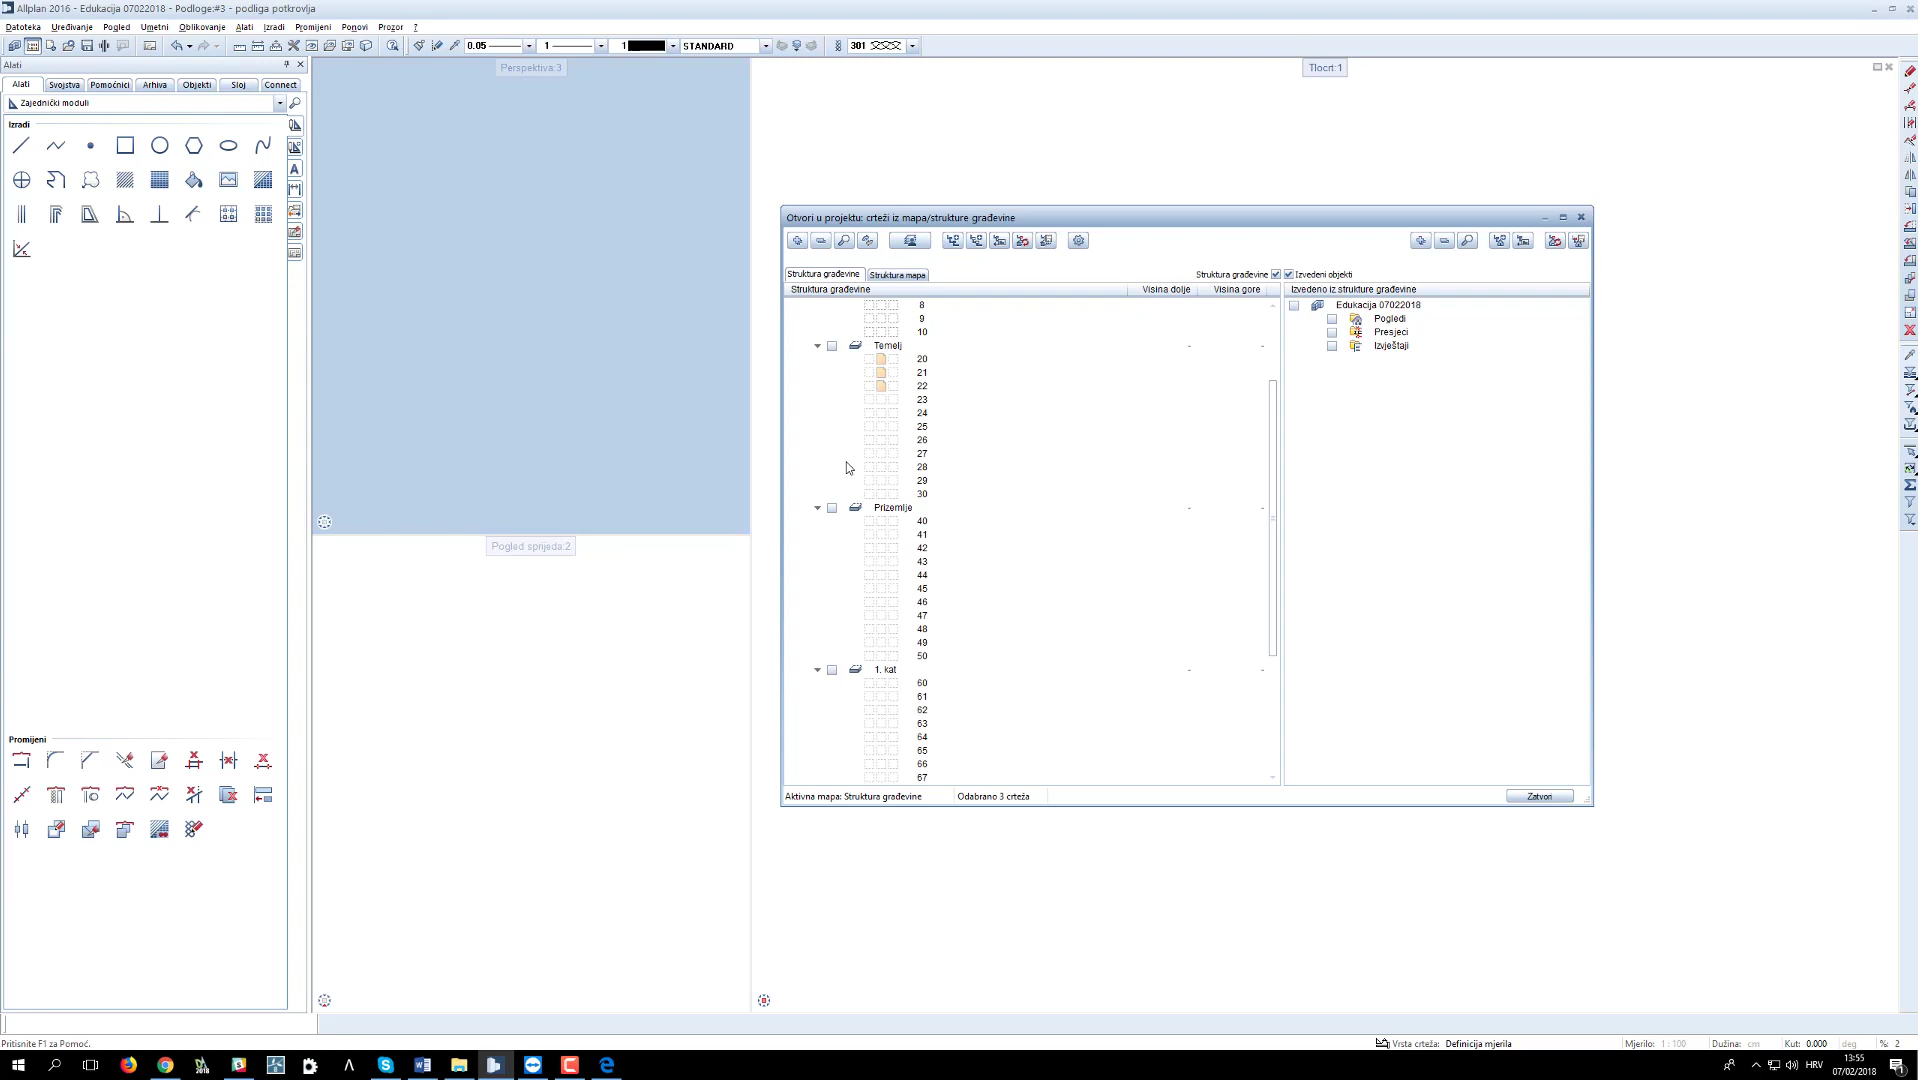 Allplan 2016 - Edukacija 07022018 - Podloge:#3 - podliga potkrovlja
Datoteka Uređivanje Pogled Umetni Oblikovanje Alati Izradi Promijeni Ponovi Prozor ?
0.05 1 1 STANDARD 301
Alati
Alati Svojstva Pomoćnici Arhiva Objekti Sloj Connect
Zajednički moduli
Izradi
Promijeni
Perspektiva:3
Tlocrt:1
Pogled sprijeda:2
Otvori u projektu: crteži iz mapa/strukture građevine
Struktura građevine Struktura mapa Struktura građevine Izvedeni objekti
Struktura građevine Visina dolje Visina gore Izvedeno iz strukture građevine
8
9
10
Temelj - -
20
21
22
23
24
25
26
27
28
29
30
Prizemlje - -
40
41
42
43
44
45
46
47
48
49
50
1. kat - -
60
61
62
63
64
65
66
67
Edukacija 07022018
Pogledi
Presjeci
Izvještaji
Aktivna mapa: Struktura građevine Odabrano 3 crteža Zatvori
Pritisnite F1 za Pomoć.
Vrsta crteža: Definicija mjerila Mjerilo: 1 : 100 Dužina: cm Kut: 0.000 deg %: 2
2018
HRV
13:55
07/02/2018